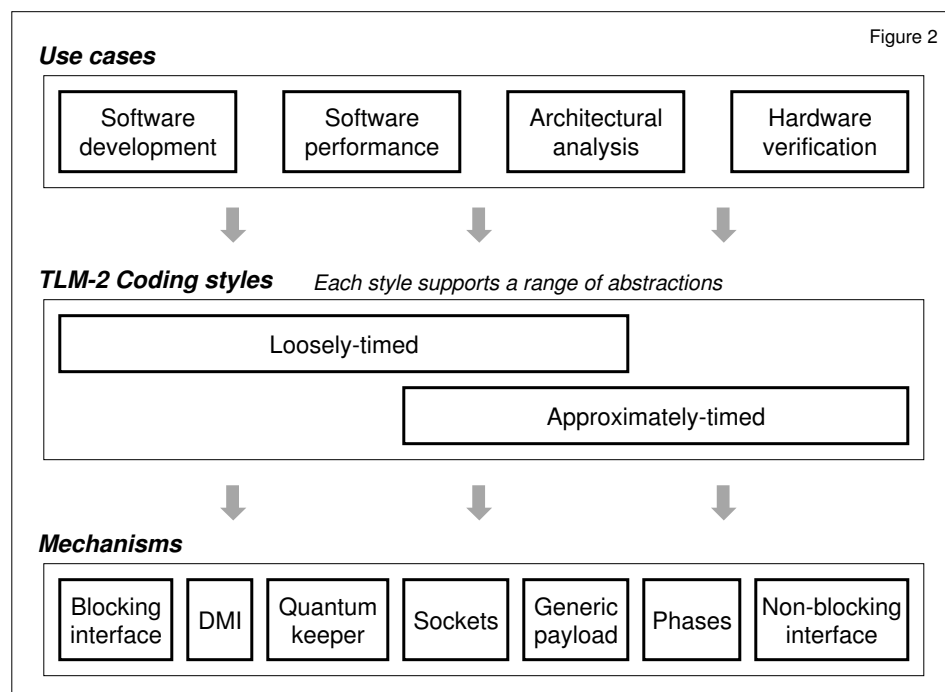 Figure 2
Use cases
Software
development
Software
performance
Architectural
analysis
Hardware
verification
TLM-2 Coding styles
Each style supports a range of abstractions
Loosely-timed
Approximately-timed
Mechanisms
Blocking
interface
DMI
Quantum
keeper
Sockets
Generic
payload
Phases
Non-blocking
interface